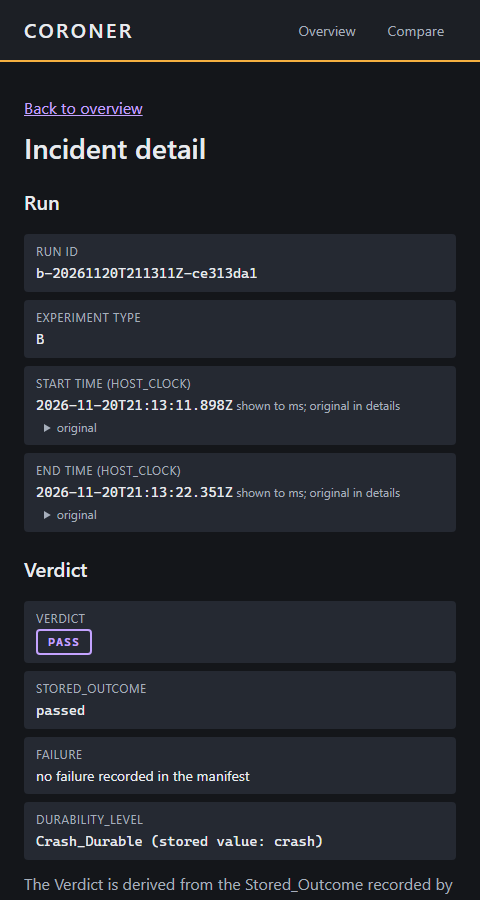 CORONER
Overview
Compare
Back to overview
Incident detail
Run
RUN ID
b-20261120T211311Z-ce313da1
EXPERIMENT TYPE
B
START TIME (HOST_CLOCK)
2026-11-20T21:13:11.898Z shown to ms; original in details
▶ original
END TIME (HOST_CLOCK)
2026-11-20T21:13:22.351Z shown to ms; original in details
▶ original
Verdict
VERDICT
PASS
STORED_OUTCOME
passed
FAILURE
no failure recorded in the manifest
DURABILITY_LEVEL
Crash_Durable (stored value: crash)
The Verdict is derived from the Stored_Outcome recorded by